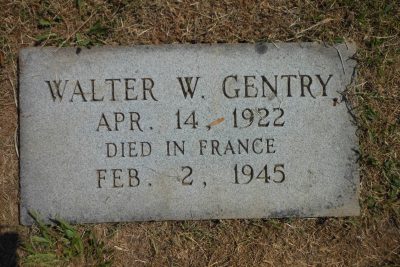 WALTER W. GENTRY
APR. 14, 1922
DIED IN FRANCE
FEB. 2, 1945